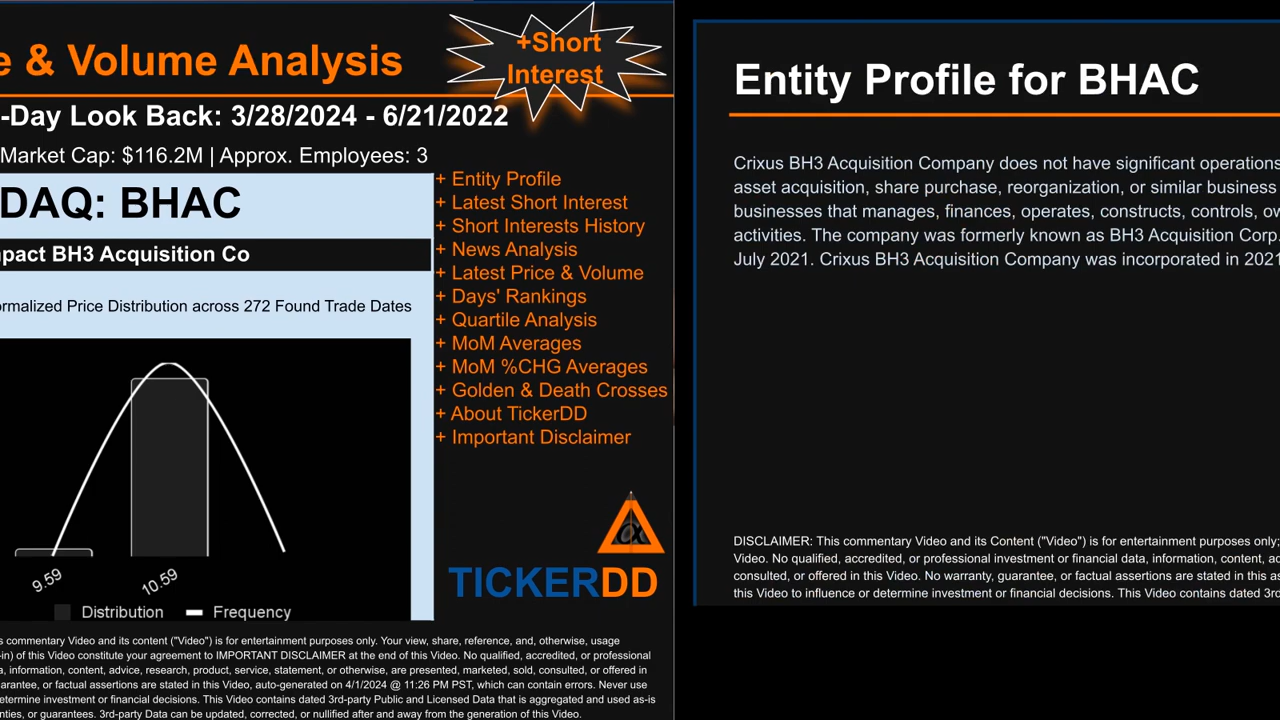 e & Volume Analysis
+Short
Interest
-Day Look Back: 3/28/2024 - 6/21/2022
Market Cap: $116.2M | Approx. Employees: 3
DAQ: BHAC
pact BH3 Acquisition Co
ormalized Price Distribution across 272 Found Trade Dates
9.59
10.59
Distribution
Frequency
+ Entity Profile
+ Latest Short Interest
+ Short Interests History
+ News Analysis
+ Latest Price & Volume
+ Days' Rankings
+ Quartile Analysis
+ MoM Averages
+ MoM %CHG Averages
+ Golden & Death Crosses
+ About TickerDD
+ Important Disclaimer
TICKERDD
s commentary Video and its content ("Video") is for entertainment purposes only. Your view, share, reference, and, otherwise, usage
-in) of this Video constitute your agreement to IMPORTANT DISCLAIMER at the end of this Video. No qualified, accredited, or professional
a, information, content, advice, research, product, service, statement, or otherwise, are presented, marketed, sold, consulted, or offered in
arantee, or factual assertions are stated in this Video, auto-generated on 4/1/2024 @ 11:26 PM PST, which can contain errors. Never use
etermine investment or financial decisions. This Video contains dated 3rd-party Public and Licensed Data that is aggregated and used as-is
nties, or guarantees. 3rd-party Data can be updated, corrected, or nullified after and away from the generation of this Video.
Entity Profile for BHAC
Crixus BH3 Acquisition Company does not have significant operations
asset acquisition, share purchase, reorganization, or similar business
businesses that manages, finances, operates, constructs, controls, ow
activities. The company was formerly known as BH3 Acquisition Corp.
July 2021. Crixus BH3 Acquisition Company was incorporated in 2021
DISCLAIMER: This commentary Video and its Content ("Video") is for entertainment purposes only;
Video. No qualified, accredited, or professional investment or financial data, information, content, ad
consulted, or offered in this Video. No warranty, guarantee, or factual assertions are stated in this as
this Video to influence or determine investment or financial decisions. This Video contains dated 3rd